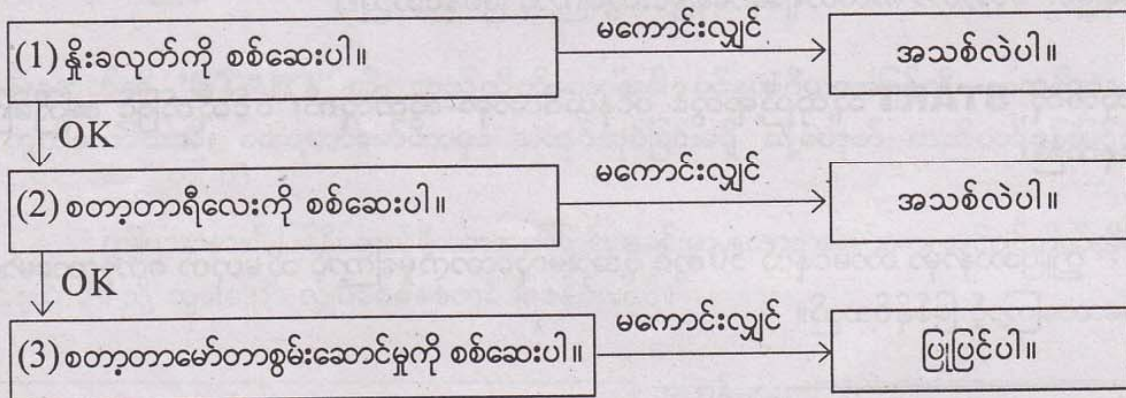 (1) နှိုးခလုတ်ကို စစ်ဆေးပါ။
မကောင်းလျှင်
အသစ်လဲပါ။
OK
(2) စတာ့တာရီလေးကို စစ်ဆေးပါ။
မကောင်းလျှင်
အသစ်လဲပါ။
OK
(3) စတာ့တာမော်တာစွမ်းဆောင်မှုကို စစ်ဆေးပါ။
မကောင်းလျှင်
ပြုပြင်ပါ။